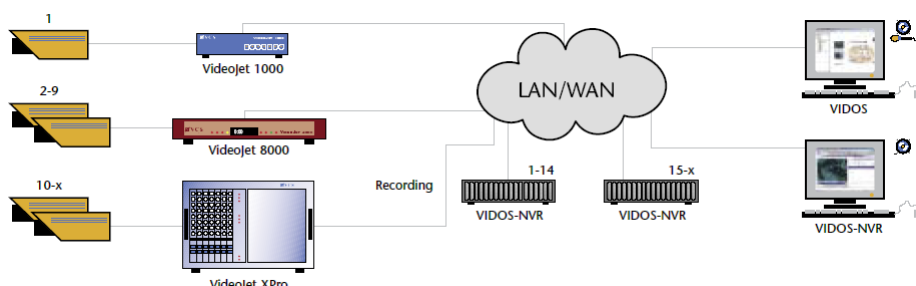 1
VideoJet 1000
2-9
VideoJet 8000
10-x
VideoJet XPro
LAN/WAN
Recording
1-14
VIDOS-NVR
15-x
VIDOS-NVR
VIDOS
VIDOS-NVR